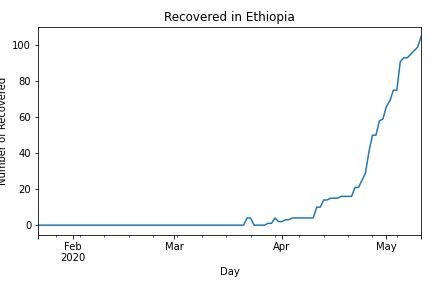 Recovered in Ethiopia
Number of Recovered
100
80
60
40
20
0
Feb
2020
Mar
Apr
May
Day